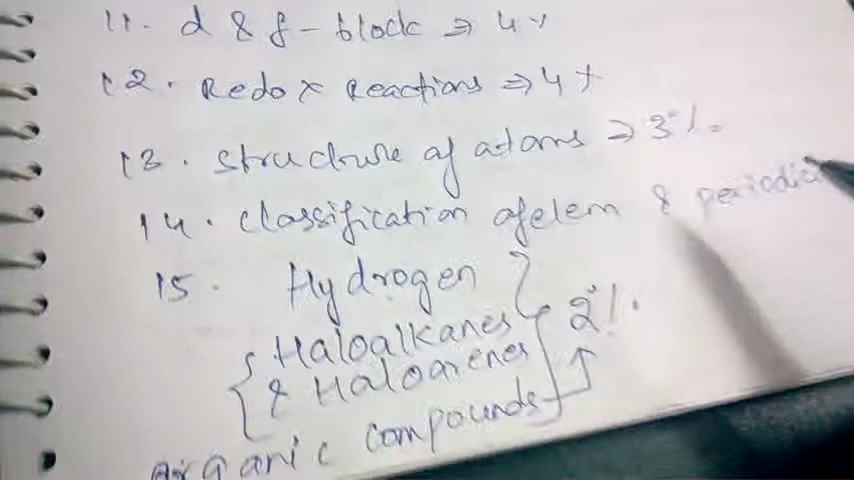 11. d & f - block ⇒ 4 %
12. Redox Reactions ⇒ 4 %
13. Structure of atoms ⇒ 3%.
14. Classification of elem & periodic
15. Hydrogen
Haloalkanes
& Haloarenes
2%.
organic compounds